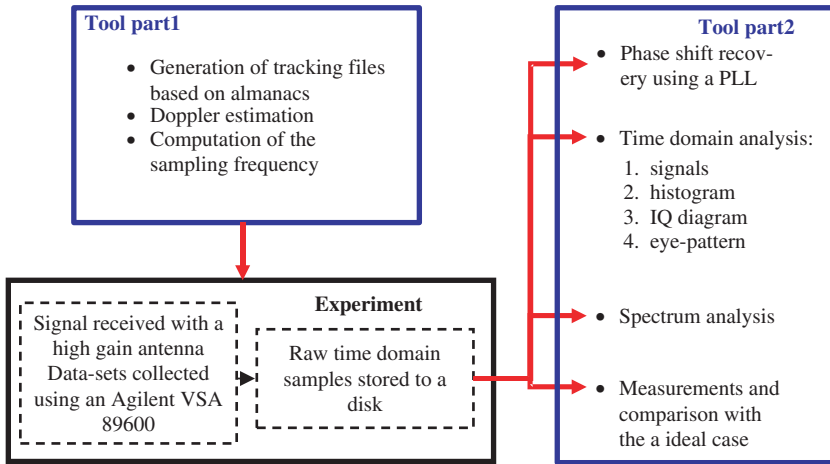 Tool part1
• Generation of tracking files
based on almanacs
• Doppler estimation
• Computation of the
sampling frequency
Experiment
Signal received with a
high gain antenna
Data-sets collected
using an Agilent VSA
89600
Raw time domain
samples stored to a
disk
Tool part2
• Phase shift recov-
ery using a PLL
• Time domain analysis:
1. signals
2. histogram
3. IQ diagram
4. eye-pattern
• Spectrum analysis
• Measurements and
comparison with
the a ideal case